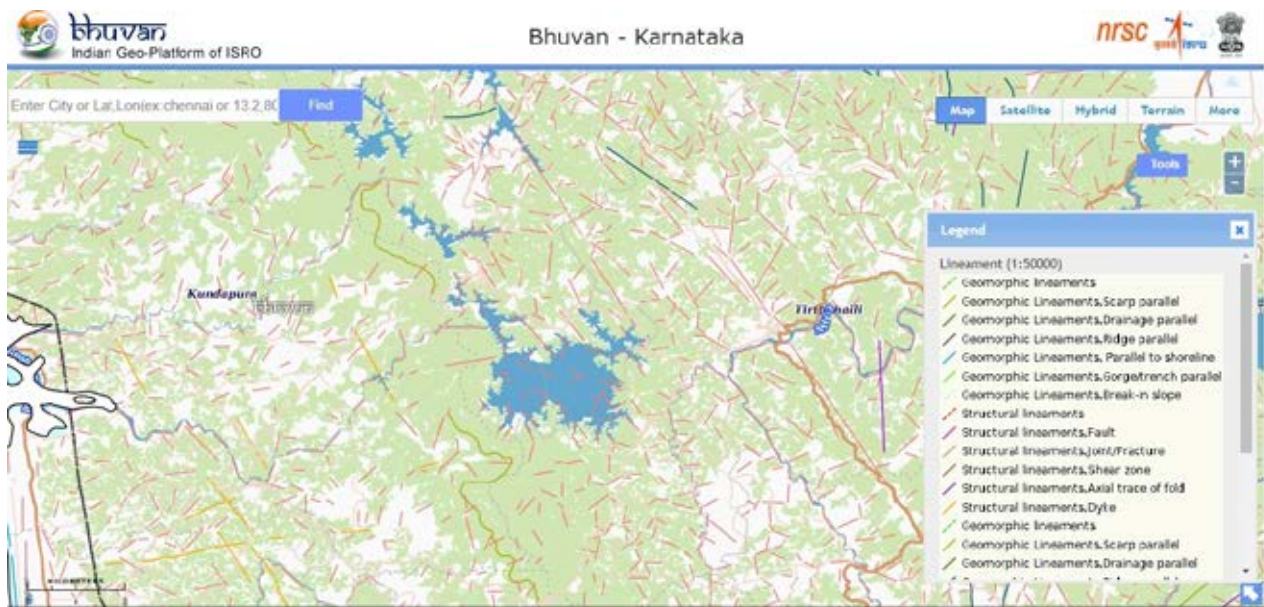 bhuvan
Indian Geo-Platform of ISRO
Bhuvan - Karnataka
nrsc
Enter City or Lat,Lon(ex:chennai or 13.2,80
Find
Map
Satellite
Hybrid
Terrain
More
Tools
+
-
Legend
x
Lineament (1:50000)
Geomorphic lineaments
Geomorphic Lineaments,Scarp parallel
Geomorphic Lineaments,Drainage parallel
Geomorphic Lineaments,Ridge parallel
Geomorphic Lineaments, Parallel to shoreline
Geomorphic Lineaments,Gorge/trench parallel
Geomorphic Lineaments,Break-n slope
Structural lineaments
Structural lineaments,Fault
Structural lineaments,Joint/Fracture
Structural lineaments,Shear zone
Structural lineaments,Axial trace of fold
Structural lineaments,Dyke
Geomorphic lineaments
Geomorphic Lineaments,Scarp parallel
Geomorphic Lineaments,Drainage parallel
Kundapura
KILOMETERS